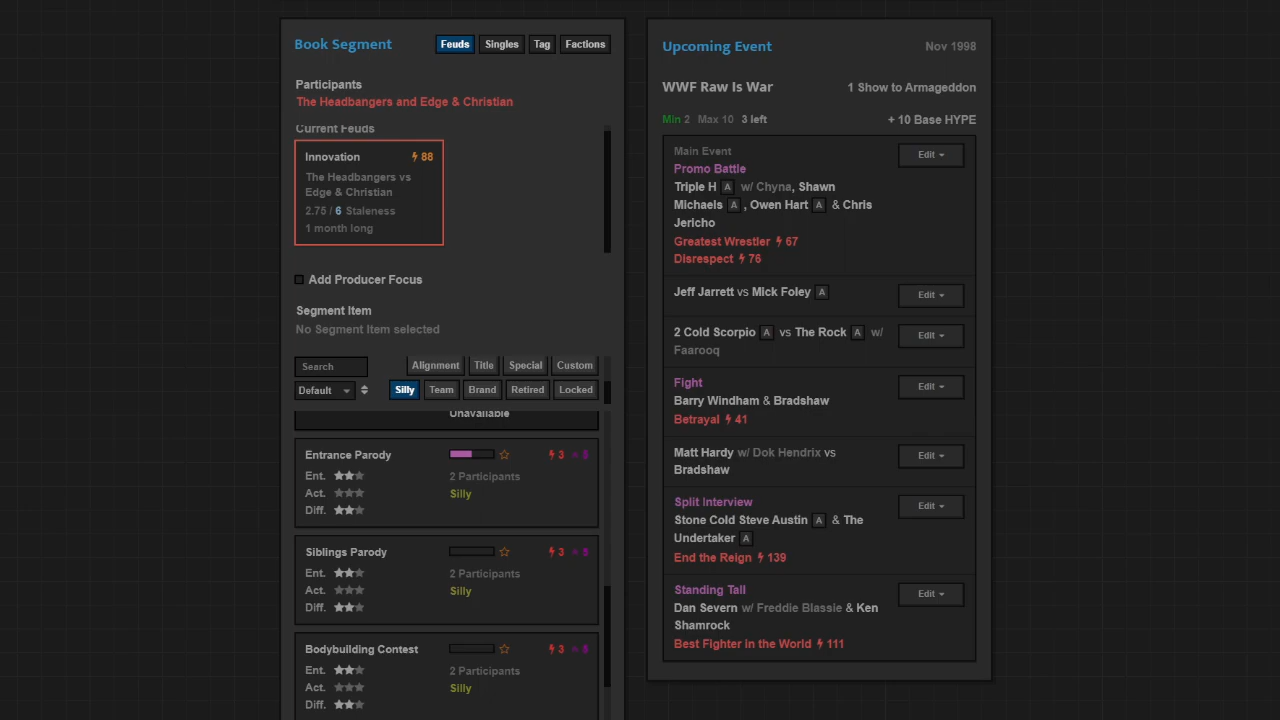 Book Segment
Feuds
Singles
Tag
Factions
Participants
The Headbangers and Edge & Christian
Current Feuds
Innovation
88
The Headbangers vs
Edge & Christian
2.75 / 6 Staleness
1 month long
Add Producer Focus
Segment Item
No Segment Item selected
Search
Alignment
Title
Special
Custom
Default
Silly
Team
Brand
Retired
Locked
Unavailable
Entrance Parody
3
Ent.
2 Participants
Act.
Silly
Diff.
Siblings Parody
3
Ent.
2 Participants
Act.
Silly
Diff.
Bodybuilding Contest
3
Ent.
2 Participants
Act.
Silly
Diff.
Upcoming Event
Nov 1998
WWF Raw Is War
1 Show to Armageddon
Min 2 Max 10 3 left
+ 10 Base HYPE
Main Event
Edit
Promo Battle
Triple H A w/ Chyna, Shawn
Michaels A , Owen Hart A & Chris
Jericho
Greatest Wrestler 67
Disrespect 76
Jeff Jarrett vs Mick Foley A
Edit
2 Cold Scorpio A vs The Rock A w/
Faarooq
Edit
Fight
Edit
Barry Windham & Bradshaw
Betrayal 41
Matt Hardy w/ Dok Hendrix vs
Bradshaw
Edit
Split Interview
Edit
Stone Cold Steve Austin A & The
Undertaker A
End the Reign 139
Standing Tall
Edit
Dan Severn w/ Freddie Blassie & Ken
Shamrock
Best Fighter in the World 111